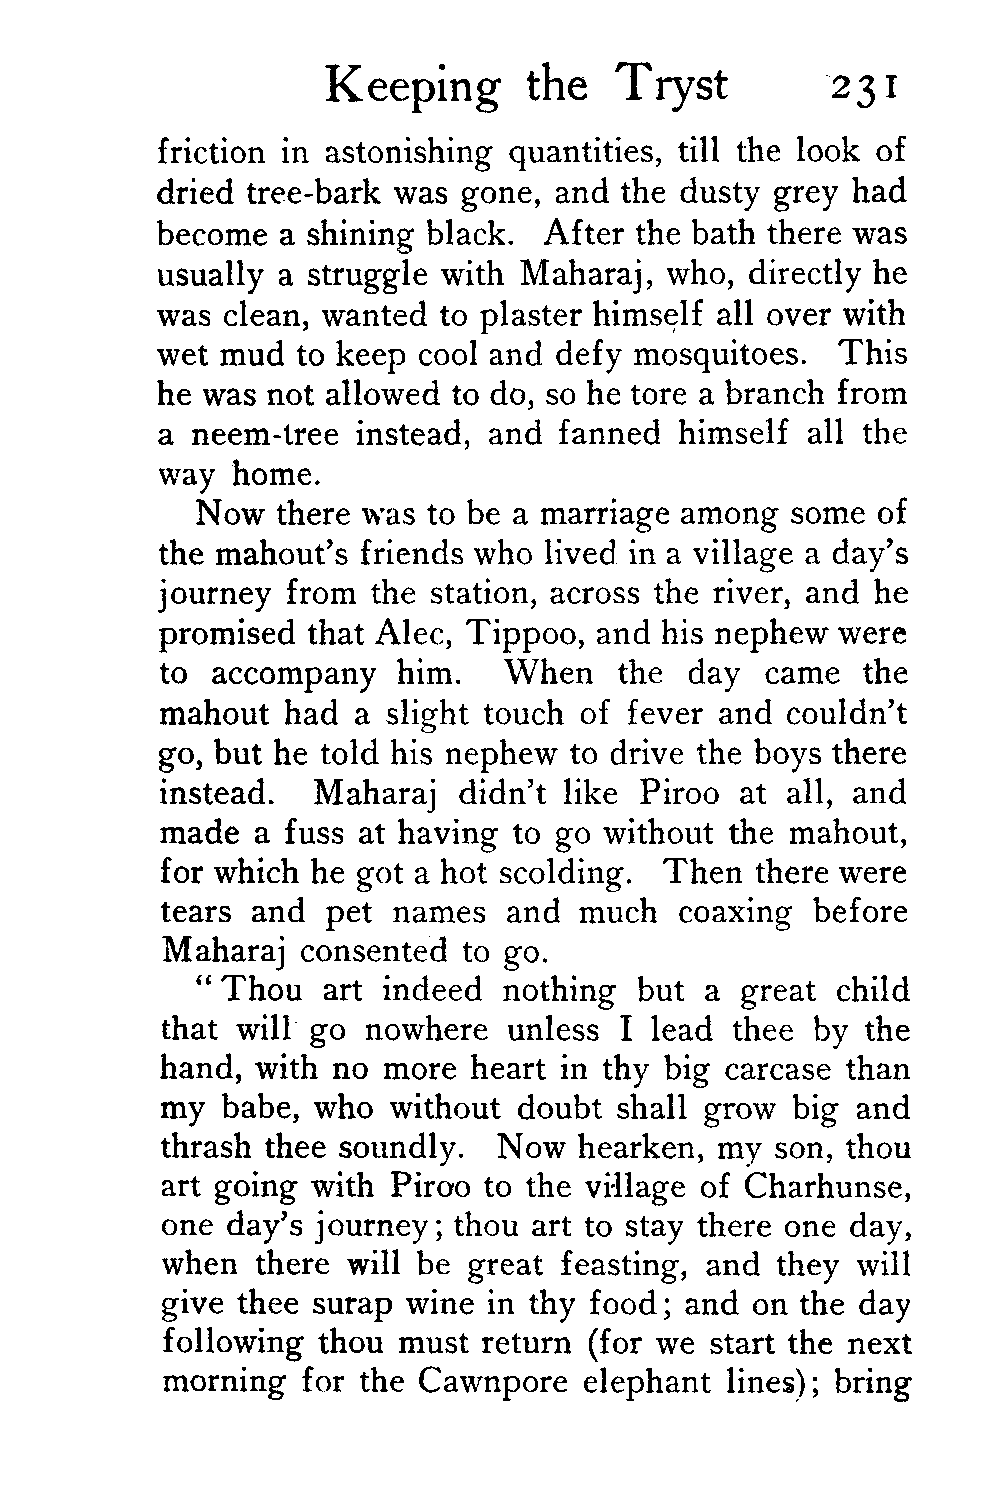 Keeping the Tryst 231
friction in astonishing quantities, till the look of
dried tree-bark was gone, and the dusty grey had
become a shining black. After the bath there was
usually a struggle with Maharaj, who, directly he
was clean, wanted to plaster himself all over with
wet mud to keep cool and defy mosquitoes. This
he was not allowed to do, so he tore a branch from
a neem-tree instead, and fanned himself all the
way home.
Now there was to be a marriage among some of
the mahout's friends who lived in a village a day's
journey from the station, across the river, and he
promised that Alec, Tippoo, and his nephew were
to accompany him. When the day came the
mahout had a slight touch of fever and couldn't
go, but he told his nephew to drive the boys there
instead. Maharaj didn't like Piroo at all, and
made a fuss at having to go without the mahout,
for which he got a hot scolding. Then there were
tears and pet names and much coaxing before
Maharaj consented to go.
“Thou art indeed nothing but a great child
that will go nowhere unless I lead thee by the
hand, with no more heart in thy big carcase than
my babe, who without doubt shall grow big and
thrash thee soundly. Now hearken, my son, thou
art going with Piroo to the village of Charhunse,
one day's journey; thou art to stay there one day,
when there will be great feasting, and they will
give thee surap wine in thy food; and on the day
following thou must return (for we start the next
morning for the Cawnpore elephant lines); bring